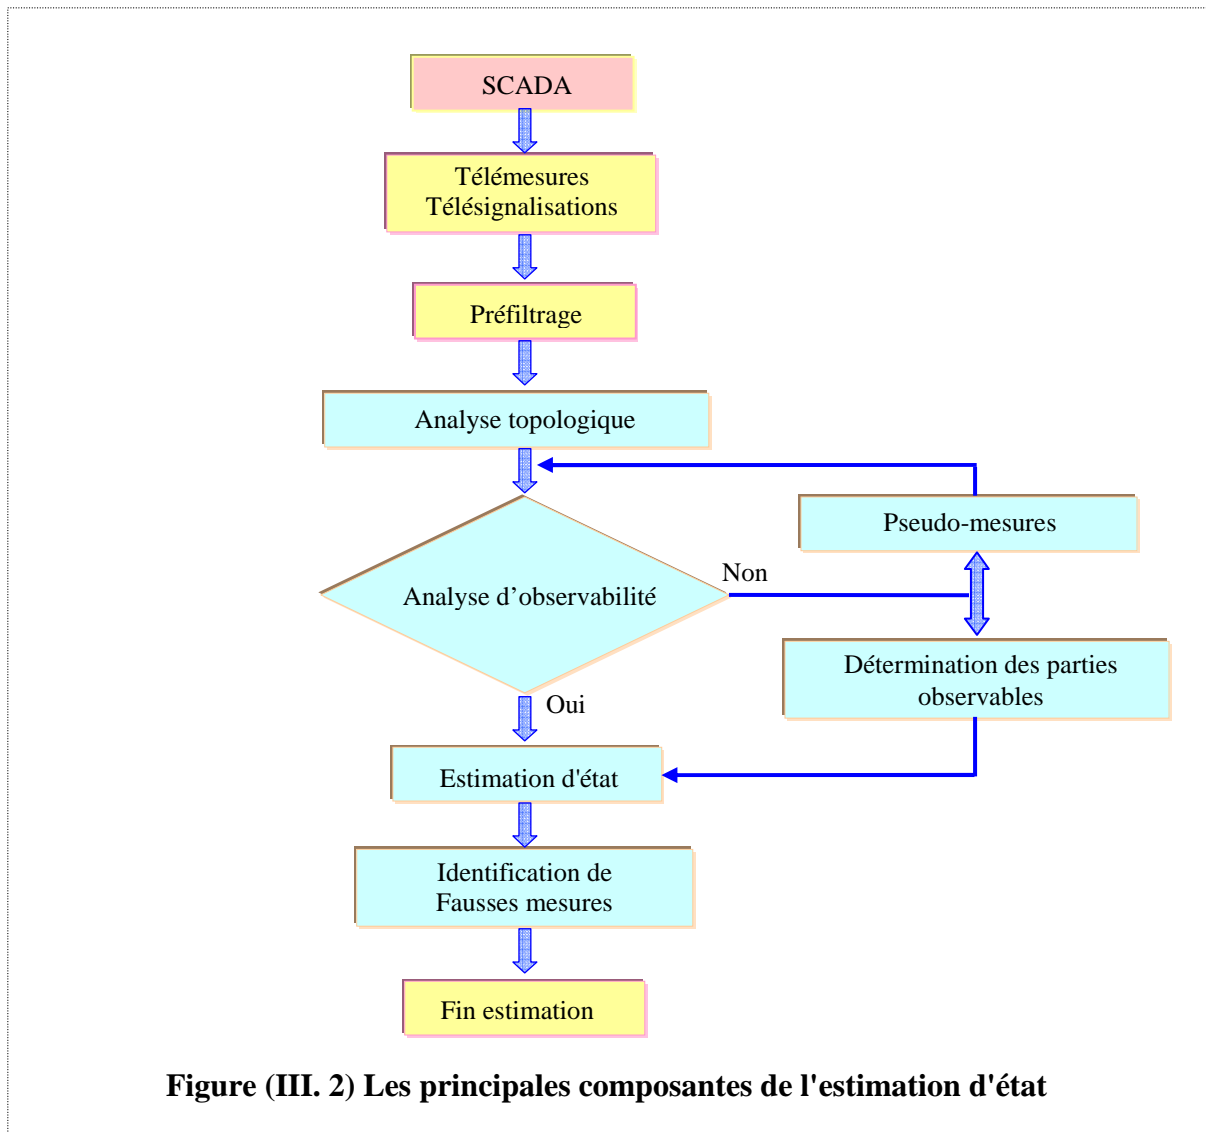 SCADA
Télémesures
Télésignalisations
Préfiltrage
Analyse topologique
Pseudo-mesures
Non
Analyse d’observabilité
Détermination des parties
observables
Oui
Estimation d'état
Identification de
Fausses mesures
Fin estimation
Figure (III. 2) Les principales composantes de l'estimation d'état